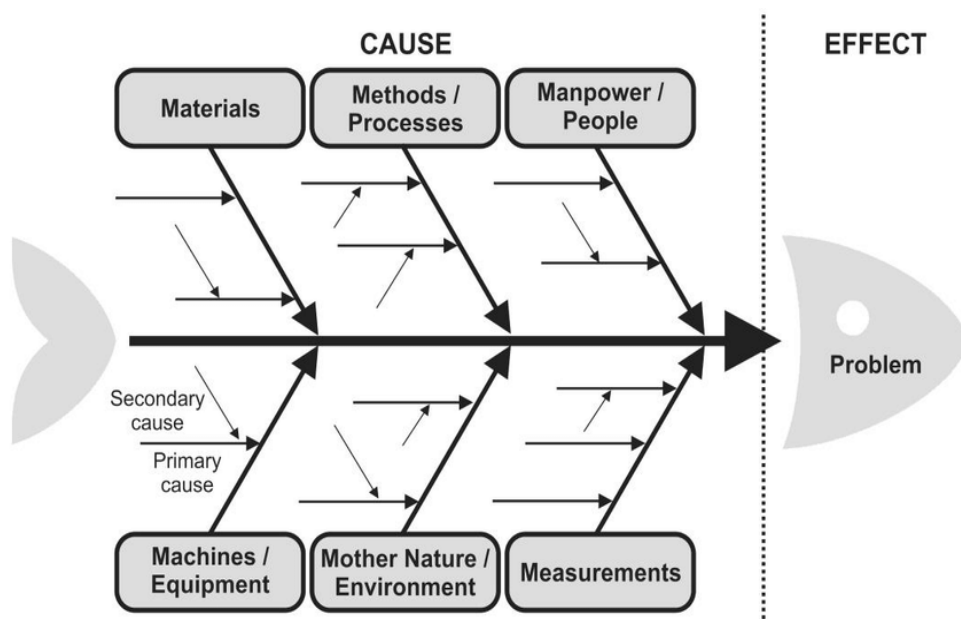 CAUSE
EFFECT
Materials
Methods /
Processes
Manpower /
People
Problem
Secondary
cause
Primary
cause
Machines /
Equipment
Mother Nature /
Environment
Measurements